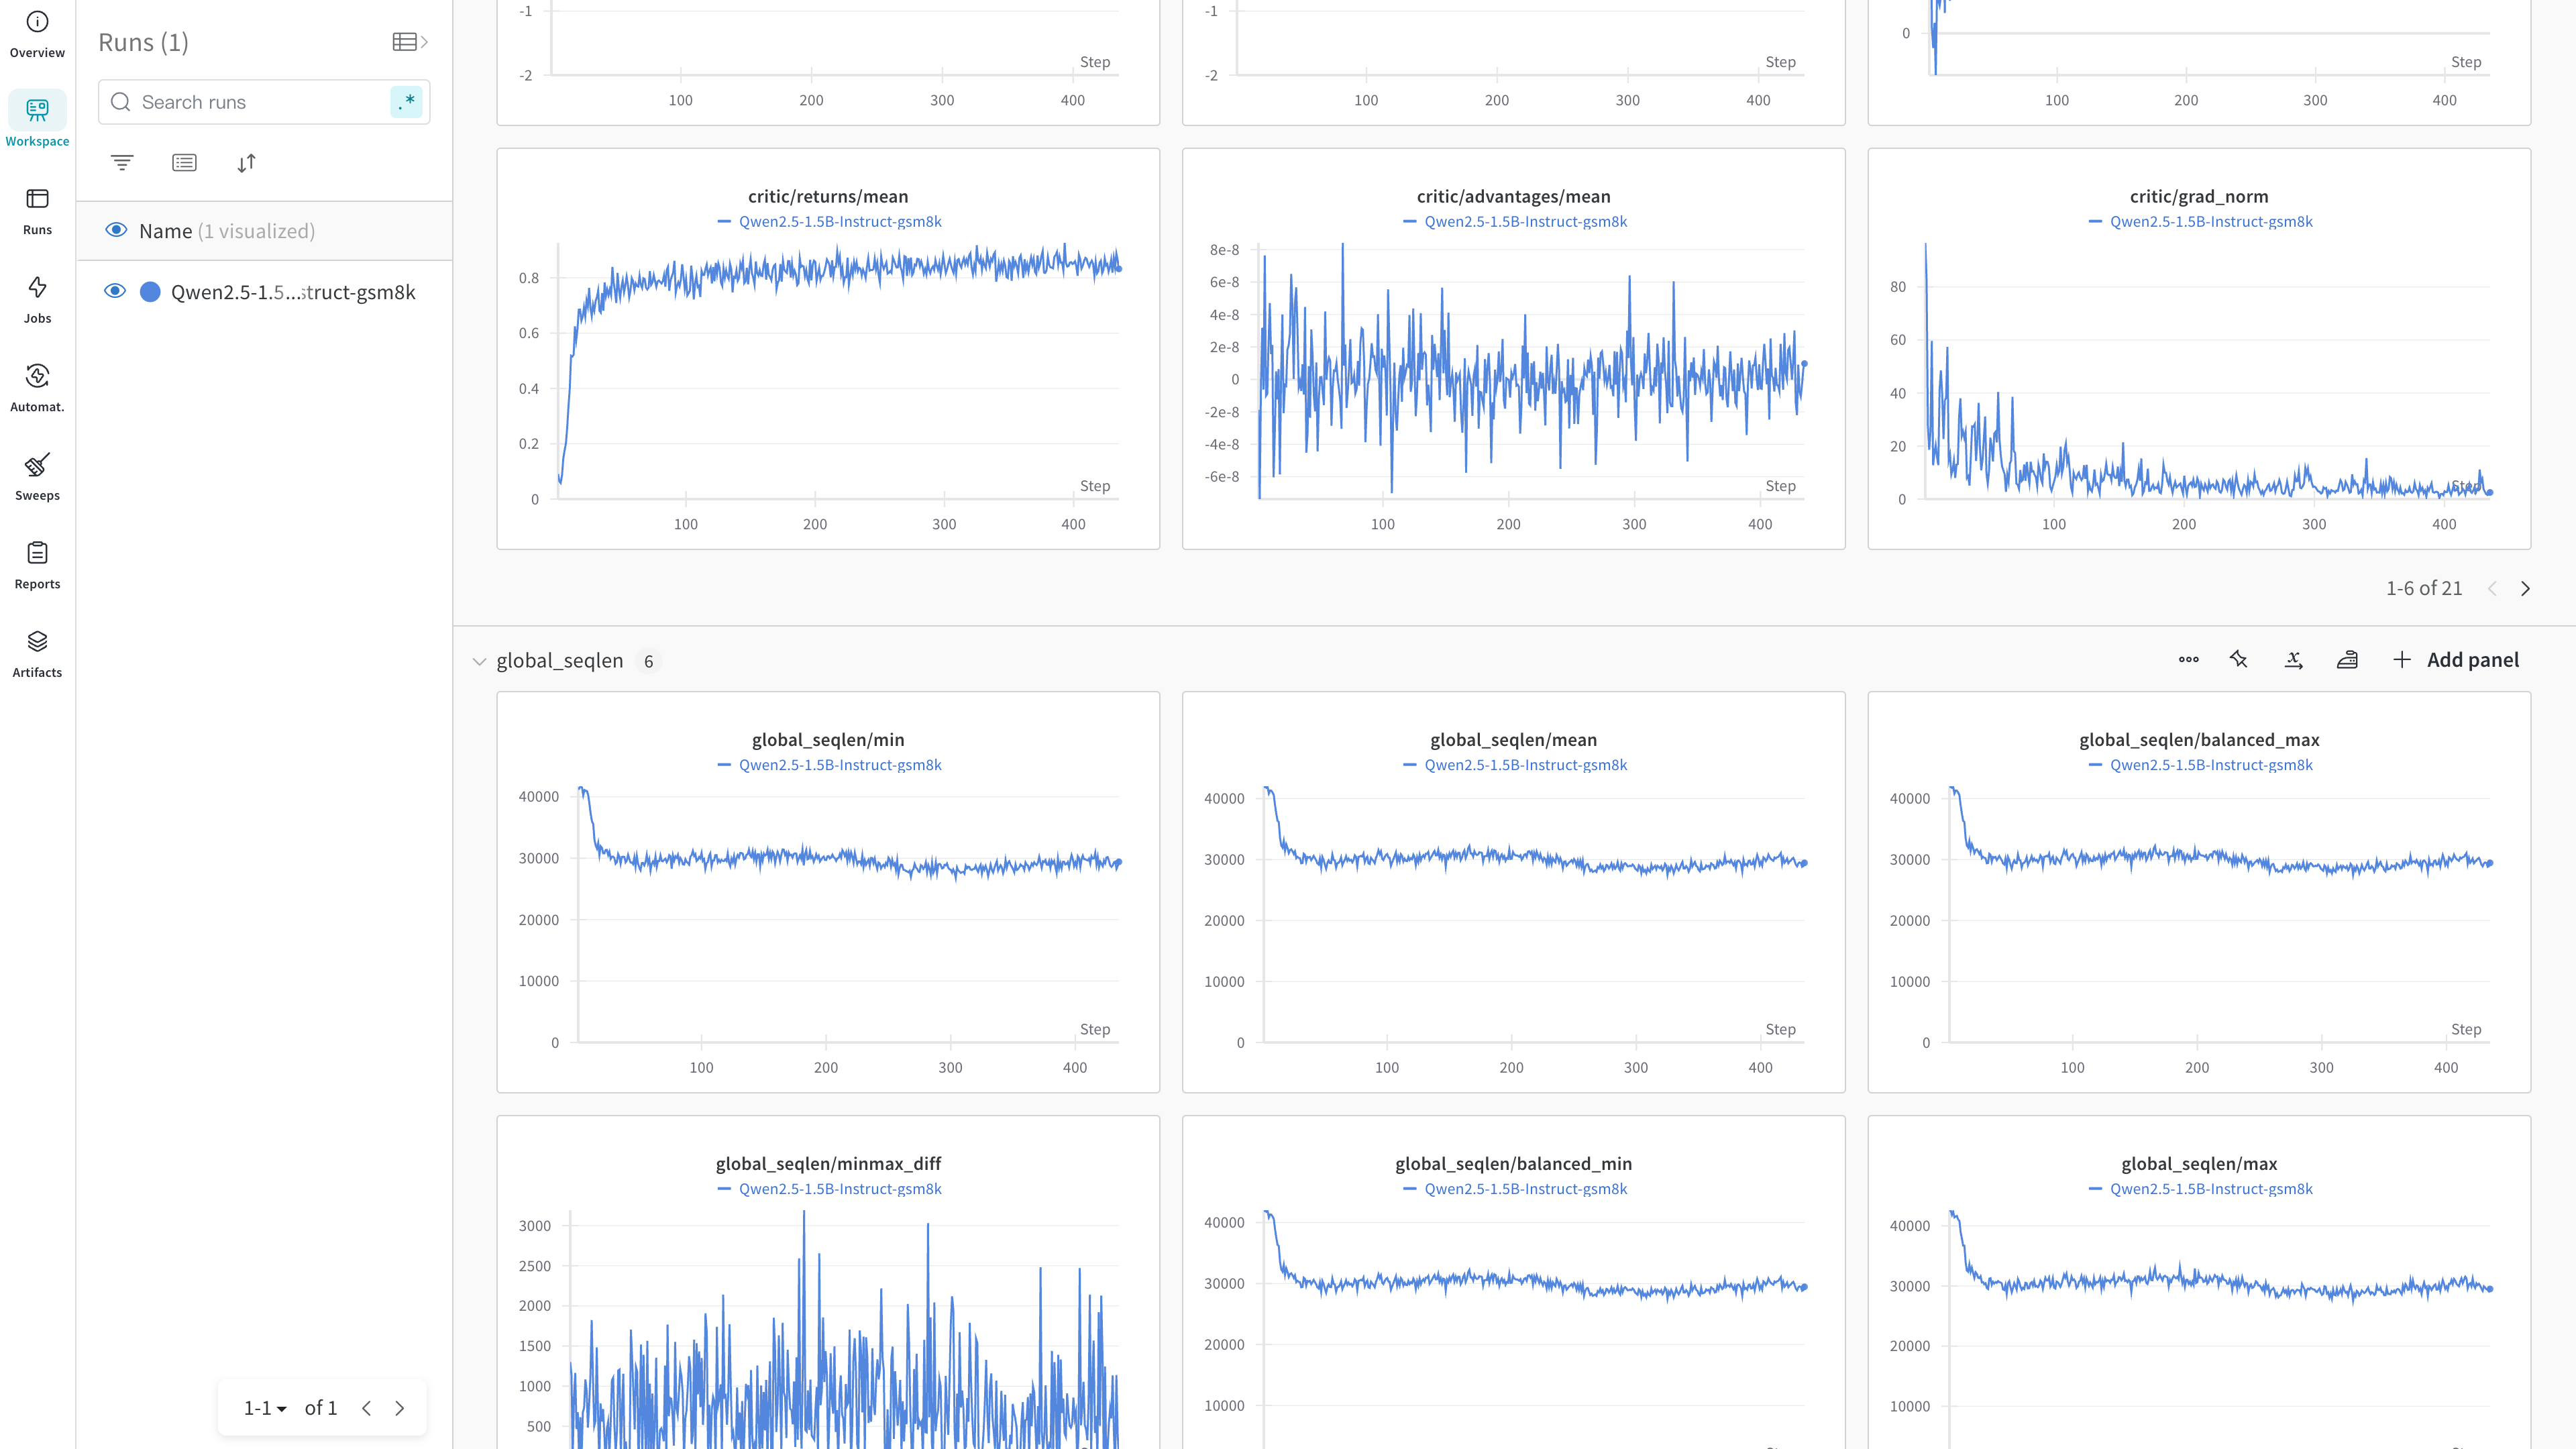 Overview
Workspace
Runs
Jobs
Automat.
Sweeps
Reports
Artifacts
Runs (1)
Search runs
.*
Name (1 visualized)
Qwen2.5-1.5...struct-gsm8k
1-1 of 1
-1
-2
Step
100 200 300 400
-1
-2
Step
100 200 300 400
0
Step
100 200 300 400
critic/returns/mean
Qwen2.5-1.5B-Instruct-gsm8k
0.8
0.6
0.4
0.2
0
Step
100 200 300 400
critic/advantages/mean
Qwen2.5-1.5B-Instruct-gsm8k
8e-8
6e-8
4e-8
2e-8
0
-2e-8
-4e-8
-6e-8
Step
100 200 300 400
critic/grad_norm
Qwen2.5-1.5B-Instruct-gsm8k
80
60
40
20
0
Step
100 200 300 400
1-6 of 21
global_seqlen 6
Add panel
global_seqlen/min
Qwen2.5-1.5B-Instruct-gsm8k
40000
30000
20000
10000
0
Step
100 200 300 400
global_seqlen/mean
Qwen2.5-1.5B-Instruct-gsm8k
40000
30000
20000
10000
0
Step
100 200 300 400
global_seqlen/balanced_max
Qwen2.5-1.5B-Instruct-gsm8k
40000
30000
20000
10000
0
Step
100 200 300 400
global_seqlen/minmax_diff
Qwen2.5-1.5B-Instruct-gsm8k
3000
2500
2000
1500
1000
500
global_seqlen/balanced_min
Qwen2.5-1.5B-Instruct-gsm8k
40000
30000
20000
10000
global_seqlen/max
Qwen2.5-1.5B-Instruct-gsm8k
40000
30000
20000
10000